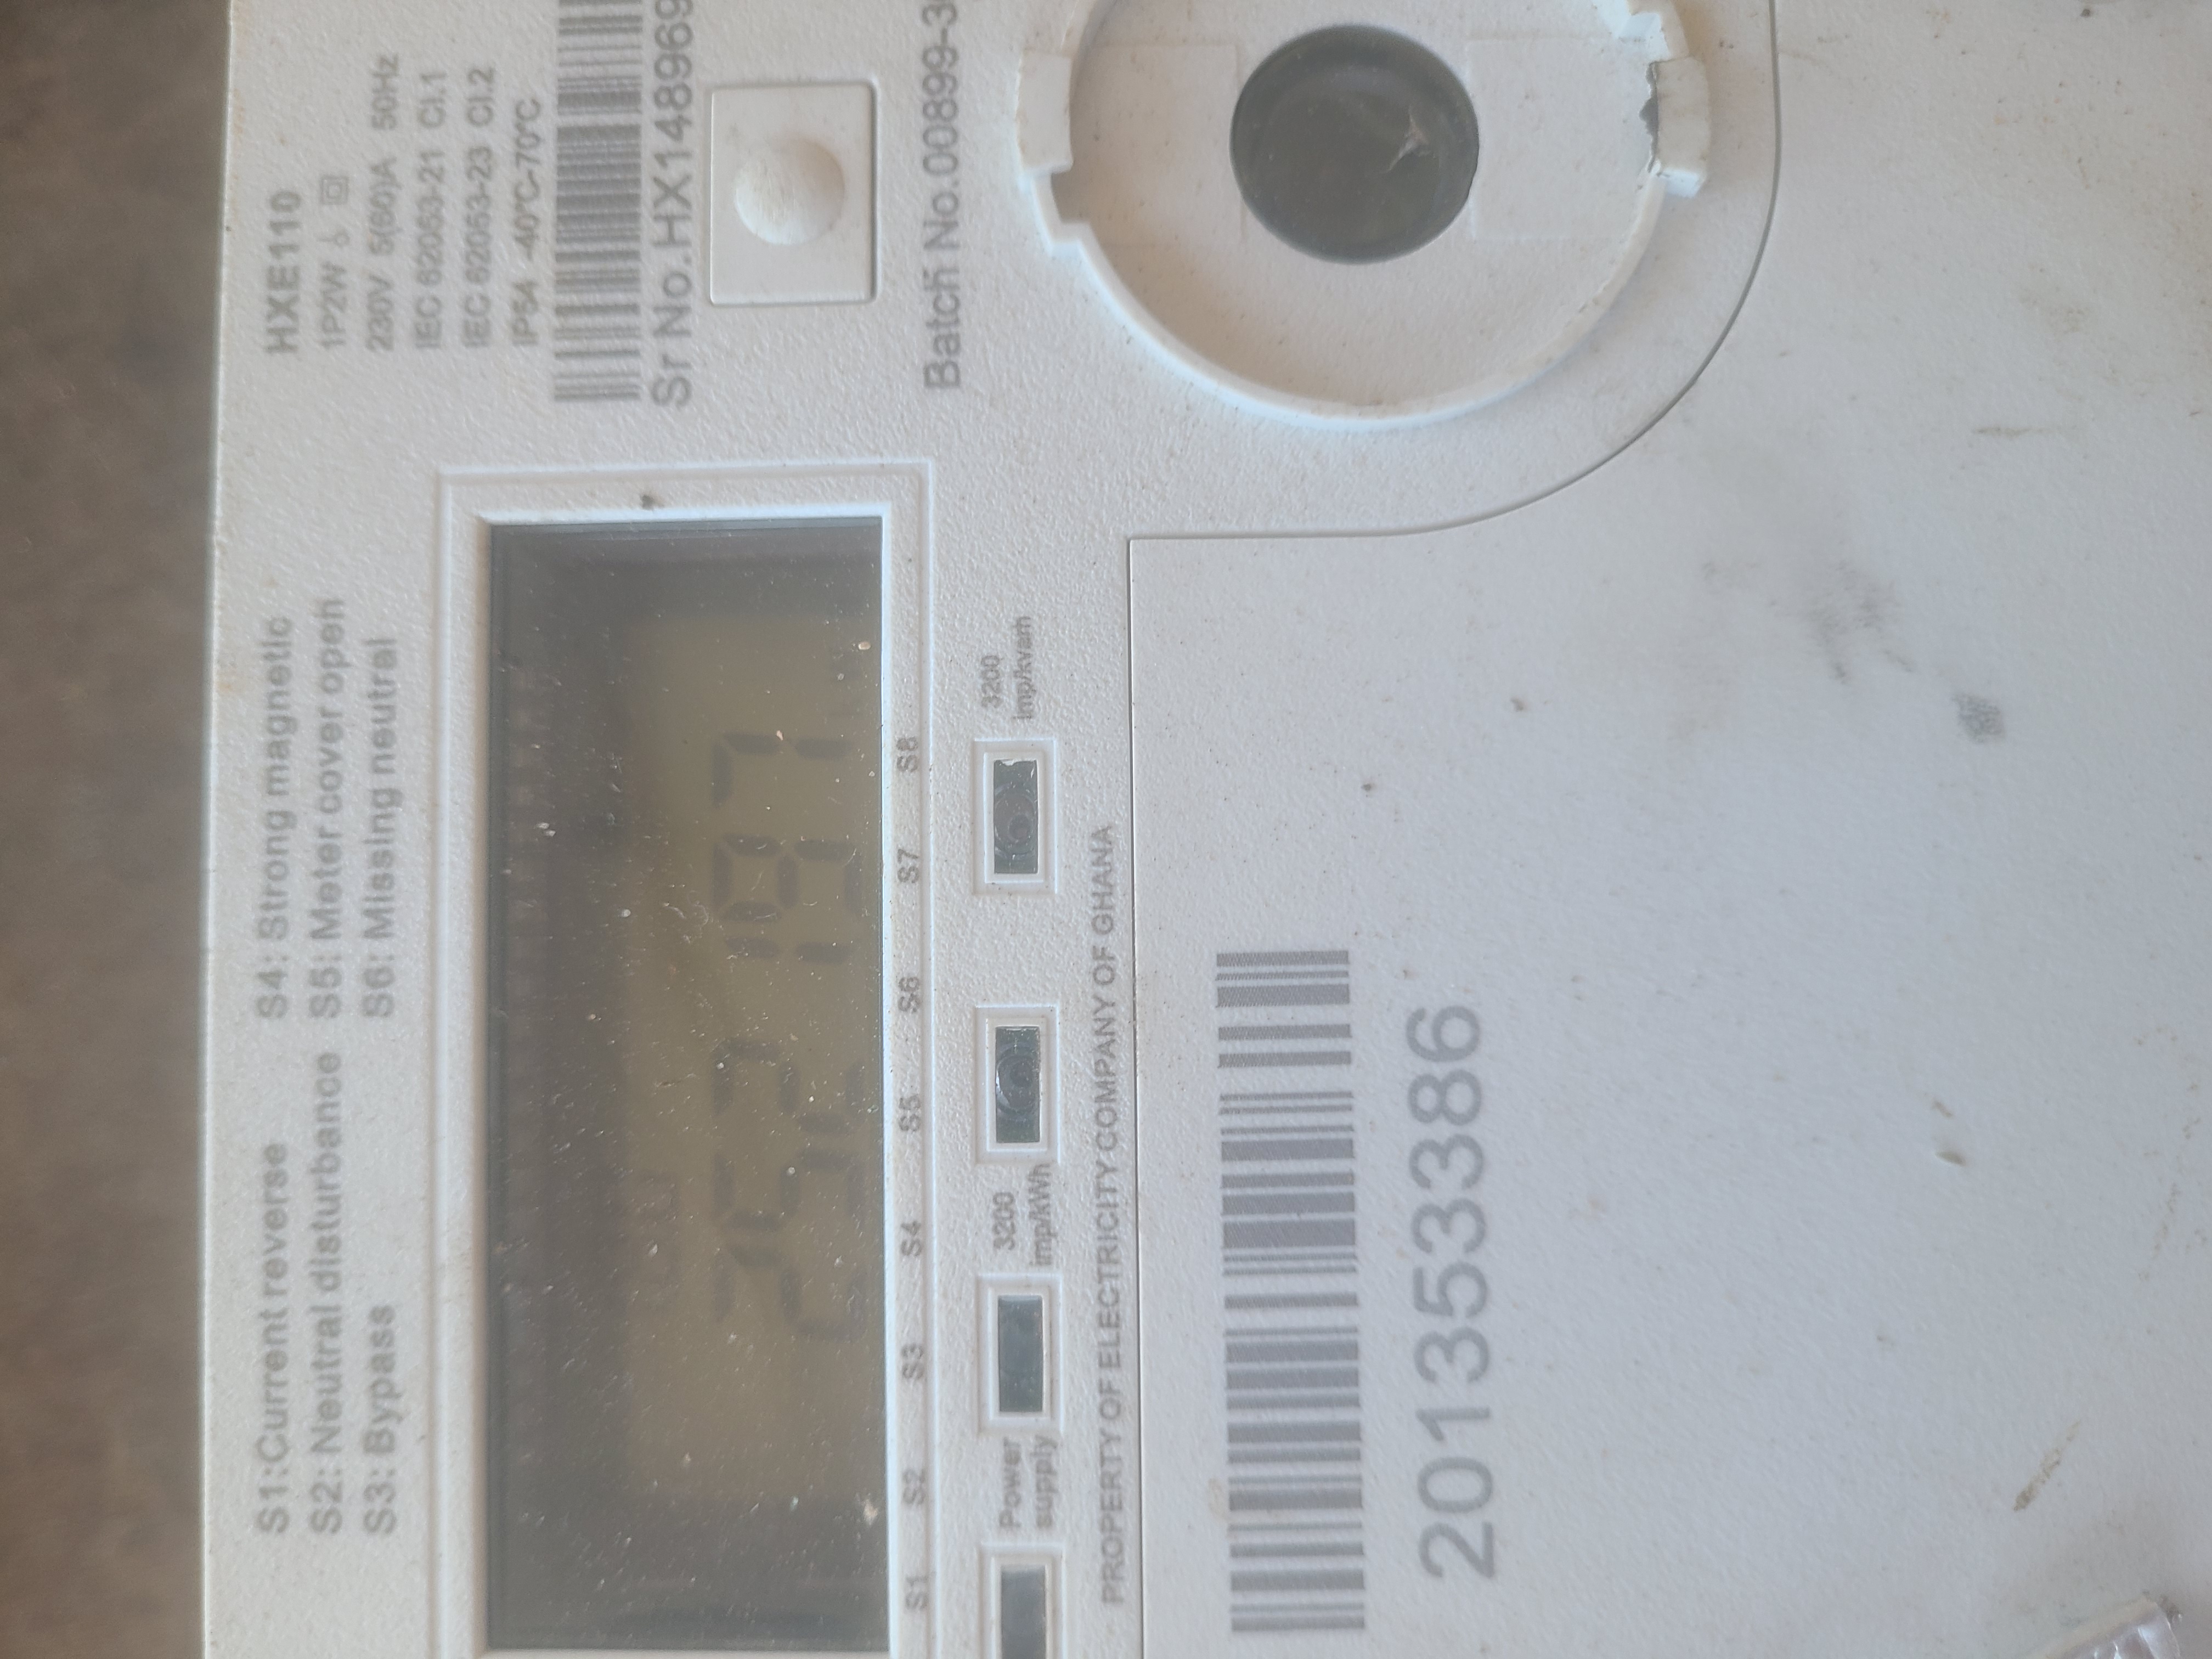 S1:Current reverse
S2: Neutral disturbance
S3: Bypass
S4: Strong magnetic
S5: Meter cover open
S6: Missing neutral
HXE110
1P2W
230V 5(60)A 50Hz
IEC 62053-21 Cl.1
IEC 62053-23 Cl.2
IP54 -40℃-70℃
Sr No.HX148969
252197
S1 S2 S3 S4 S5 S6 S7 S8
Batch No.00899-3
Power supply
3200 imp/kWh
3200 imp/kvarh
PROPERTY OF ELECTRICITY COMPANY OF GHANA
201353386